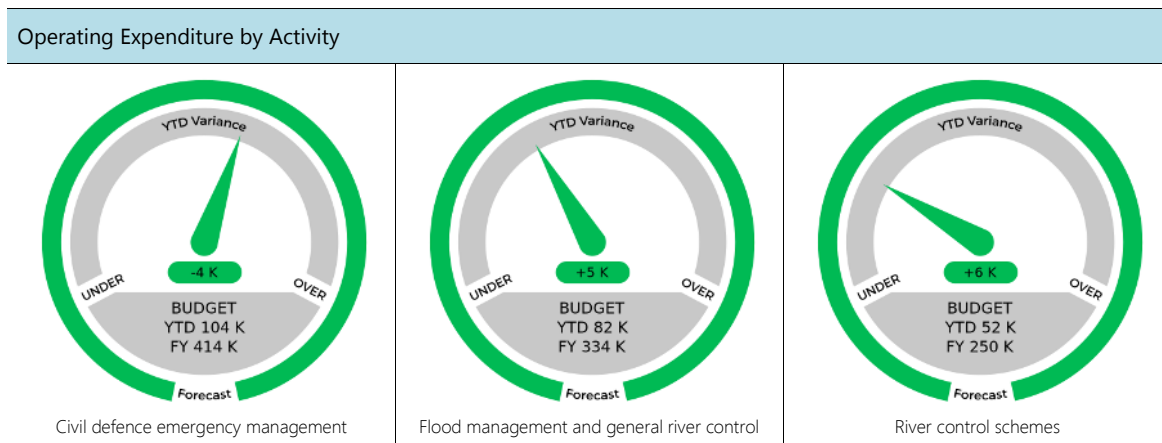 Operating Expenditure by Activity
YTD Variance
-4 K
UNDER
OVER
BUDGET
YTD 104 K
FY 414 K
Forecast
Civil defence emergency management
YTD Variance
+5 K
UNDER
OVER
BUDGET
YTD 82 K
FY 334 K
Forecast
Flood management and general river control
YTD Variance
+6 K
UNDER
OVER
BUDGET
YTD 52 K
FY 250 K
Forecast
River control schemes